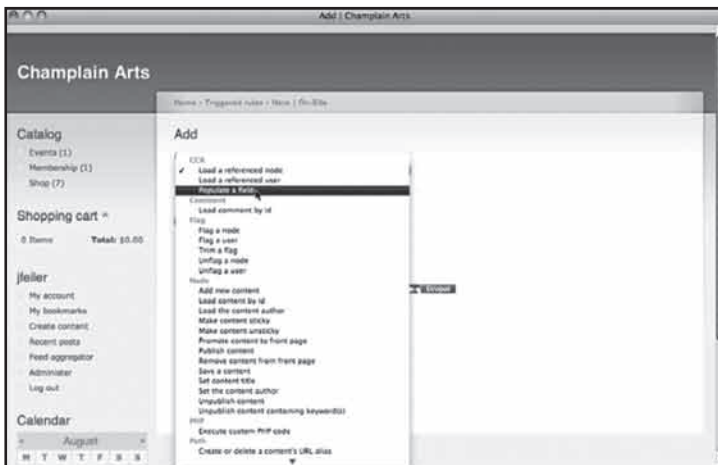 Add | Champlain Arts
Champlain Arts
Home › Triggered rules ›
Catalog
Events (1)
Membership (1)
Shop (7)
Shopping cart
0 Items Total: $0.00
jfeiler
My account
My bookmarks
Create content
Recent posts
Feed aggregator
Administer
Log out
Calendar
« August »
M T W T F S S
Add
CCK
✓ Load a referenced node
Load a referenced user
Populate a field
Comment
Load comment by id
Flag
Flag a node
Flag a user
Trim a flag
Unflag a node
Unflag a user
Node
Add new content
Load content by id
Load the content author
Make content sticky
Make content unsticky
Promote content to front page
Publish content
Remove content from front page
Save a content
Set content title
Set the content author
Unpublish content
Unpublish content containing keyword(s)
PHP
Execute custom PHP code
Path
Create or delete a content's URL alias
Drupal